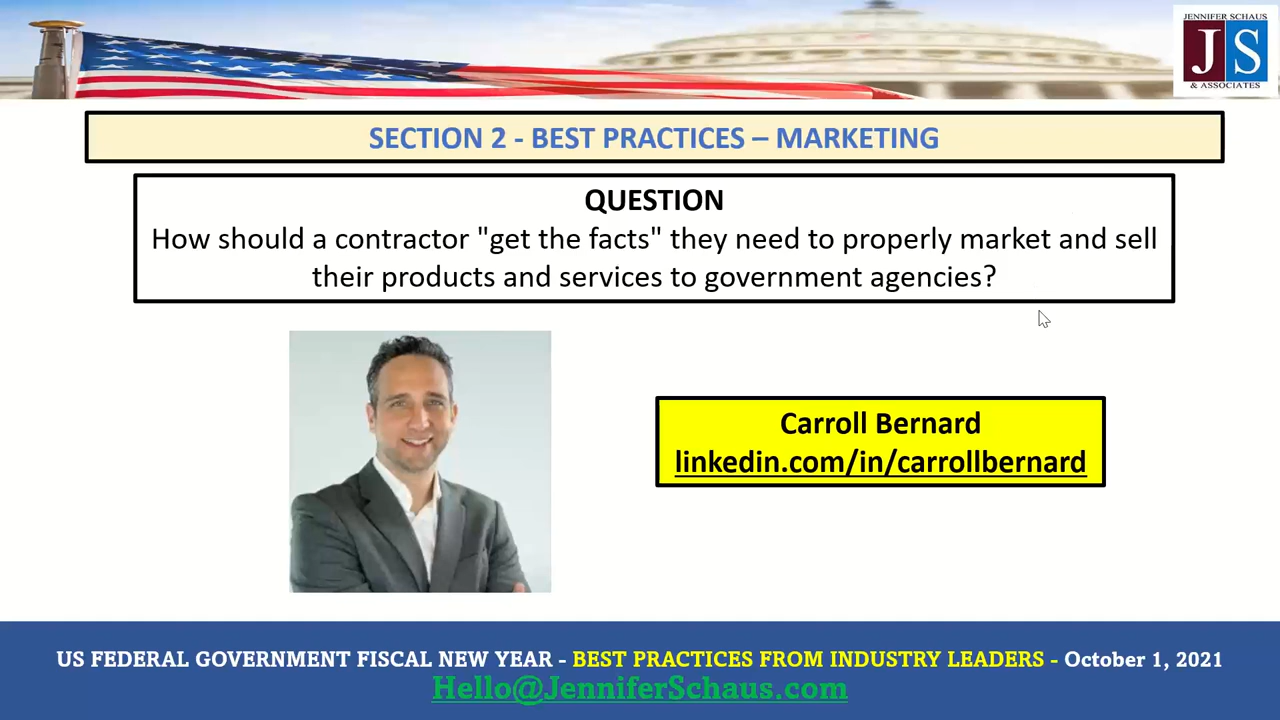 JENNIFER SCHAUS
JS
& ASSOCIATES
SECTION 2 - BEST PRACTICES – MARKETING
QUESTION
How should a contractor "get the facts" they need to properly market and sell
their products and services to government agencies?
Carroll Bernard
linkedin.com/in/carrollbernard
US FEDERAL GOVERNMENT FISCAL NEW YEAR - BEST PRACTICES FROM INDUSTRY LEADERS - October 1, 2021
Hello@JenniferSchaus.com